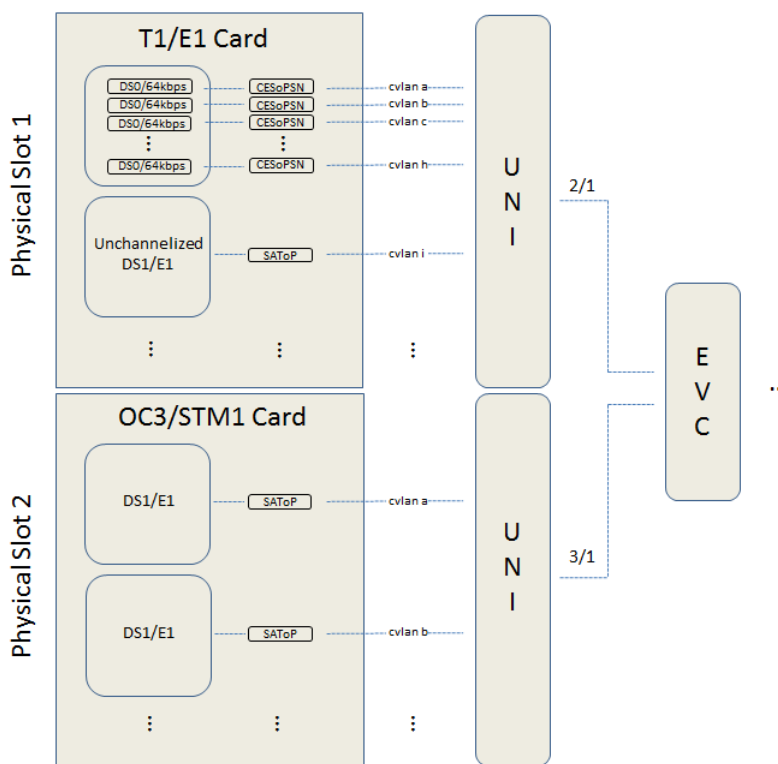 T1/E1 Card
Physical Slot 1
DS0/64kbps CESoPSN cvlan a
DS0/64kbps CESoPSN cvlan b
DS0/64kbps CESoPSN cvlan c
... ...
DS0/64kbps CESoPSN cvlan h
Unchannelized
DS1/E1
SAToP cvlan i
... ... ...
U
N
I
2/1
E
V
C
...
OC3/STM1 Card
Physical Slot 2
DS1/E1 SAToP cvlan a
DS1/E1 SAToP cvlan b
... ... ...
U
N
I
3/1